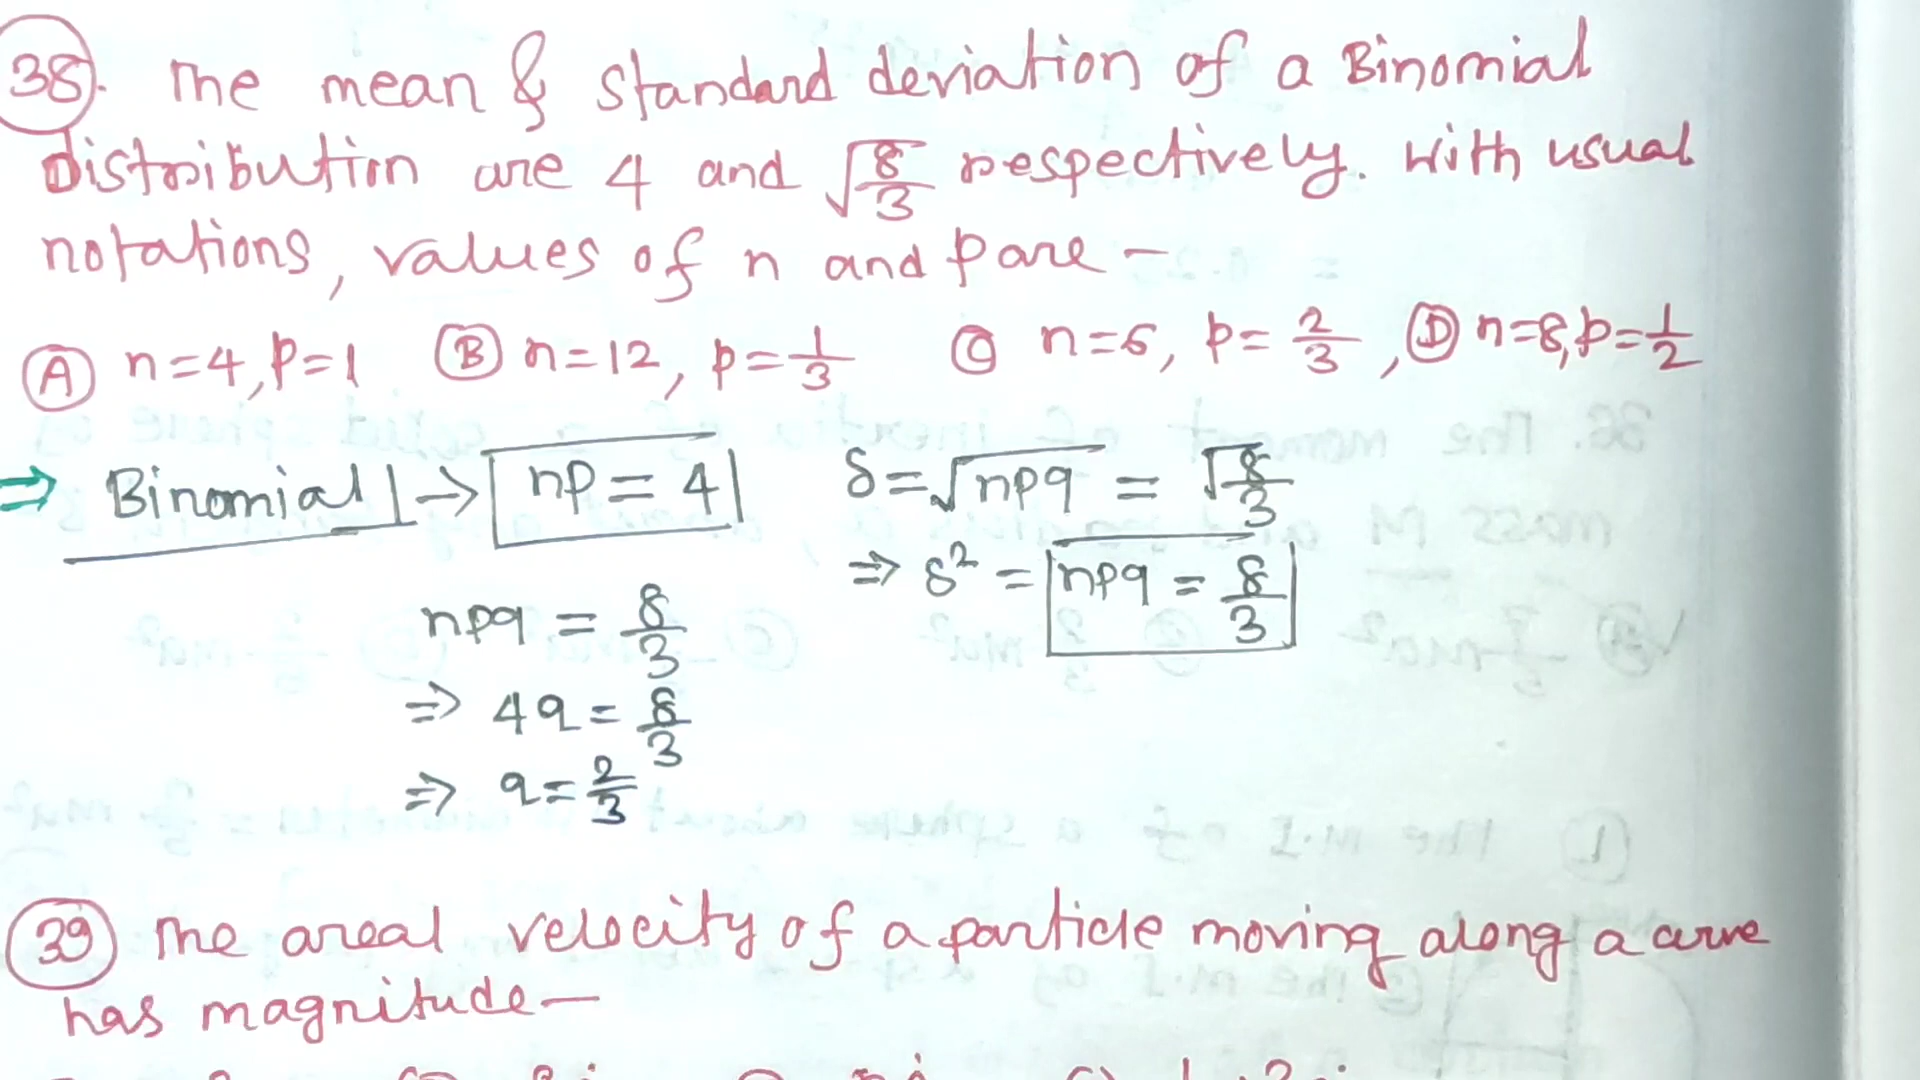 38. The mean & standard deviation of a Binomial
Distribution are 4 and √8/3 respectively. With usual
notations, values of n and p are –
(A) n=4, p=1 (B) n=12, p=1/3 (C) n=6, p=2/3, (D) n=8, p=1/2
⇒ Binomial | → np = 4 δ=√npq = √8/3
⇒ δ² = npq = 8/3
npq = 8/3
⇒ 4q = 8/3
⇒ q = 2/3
39 The areal velocity of a particle moving along a curve
has magnitude –